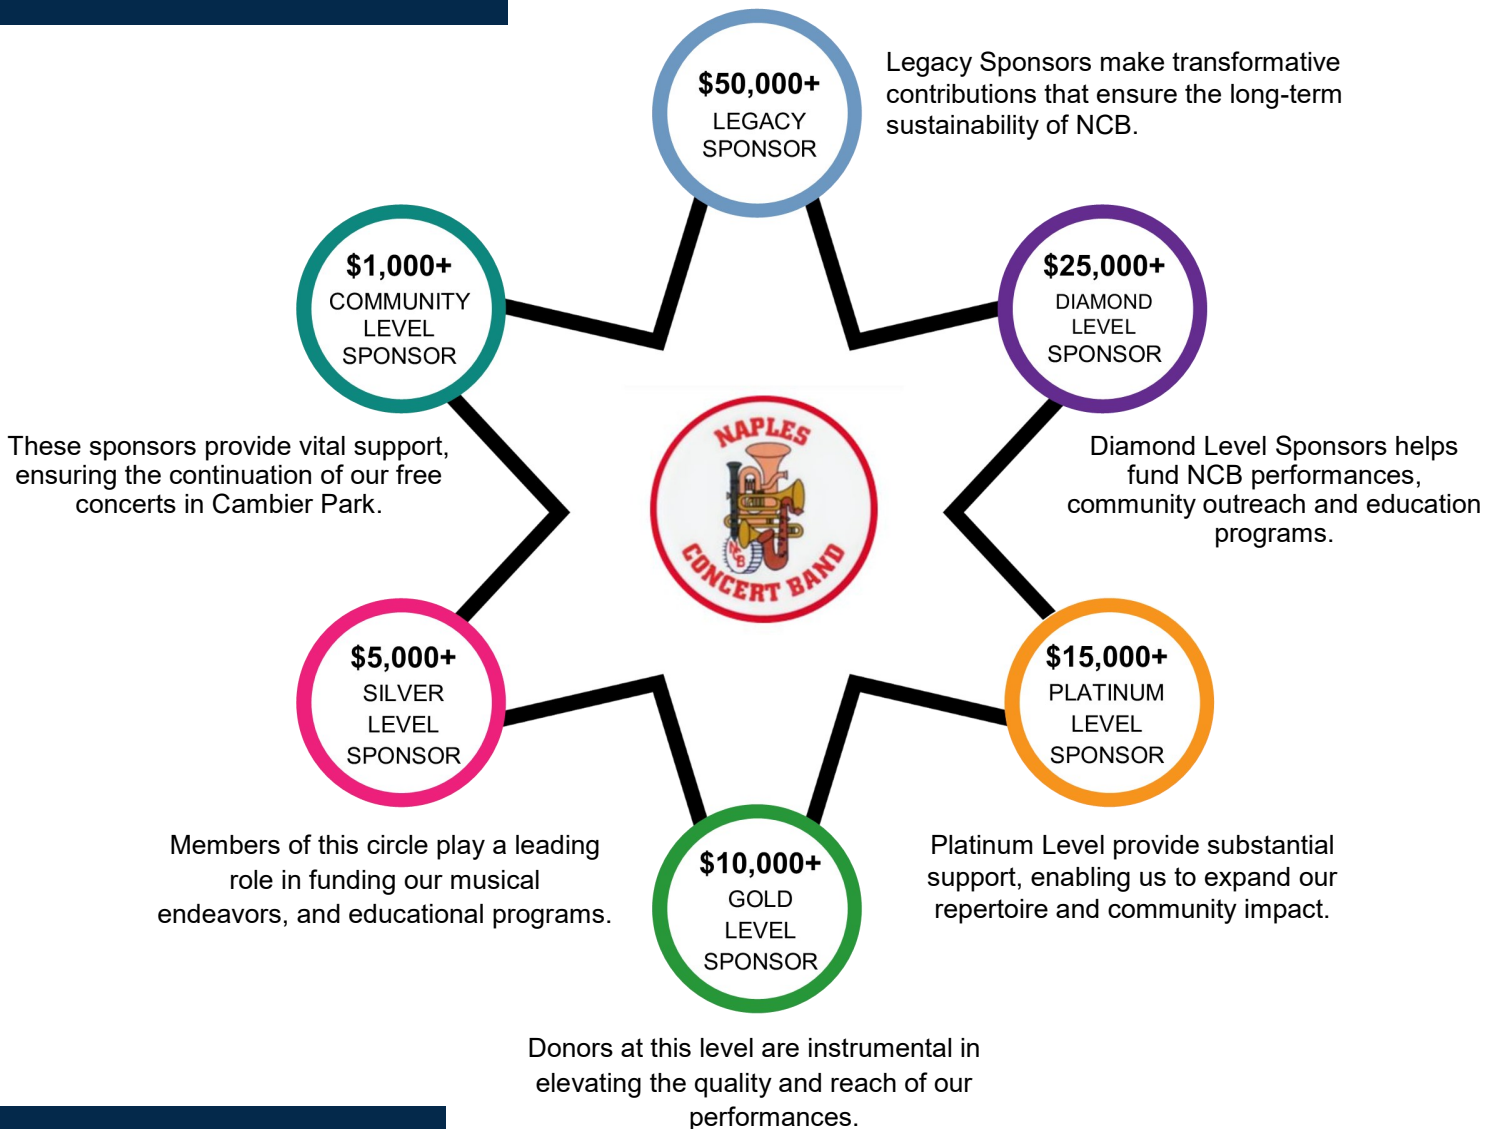 $50,000+
LEGACY
SPONSOR
Legacy Sponsors make transformative
contributions that ensure the long-term
sustainability of NCB.
$25,000+
DIAMOND
LEVEL
SPONSOR
Diamond Level Sponsors helps
fund NCB performances,
community outreach and education
programs.
$15,000+
PLATINUM
LEVEL
SPONSOR
Platinum Level provide substantial
support, enabling us to expand our
repertoire and community impact.
$10,000+
GOLD
LEVEL
SPONSOR
Donors at this level are instrumental in
elevating the quality and reach of our
performances.
$5,000+
SILVER
LEVEL
SPONSOR
Members of this circle play a leading
role in funding our musical
endeavors, and educational programs.
$1,000+
COMMUNITY
LEVEL
SPONSOR
These sponsors provide vital support,
ensuring the continuation of our free
concerts in Cambier Park.
NAPLES
NCB
CONCERT BAND